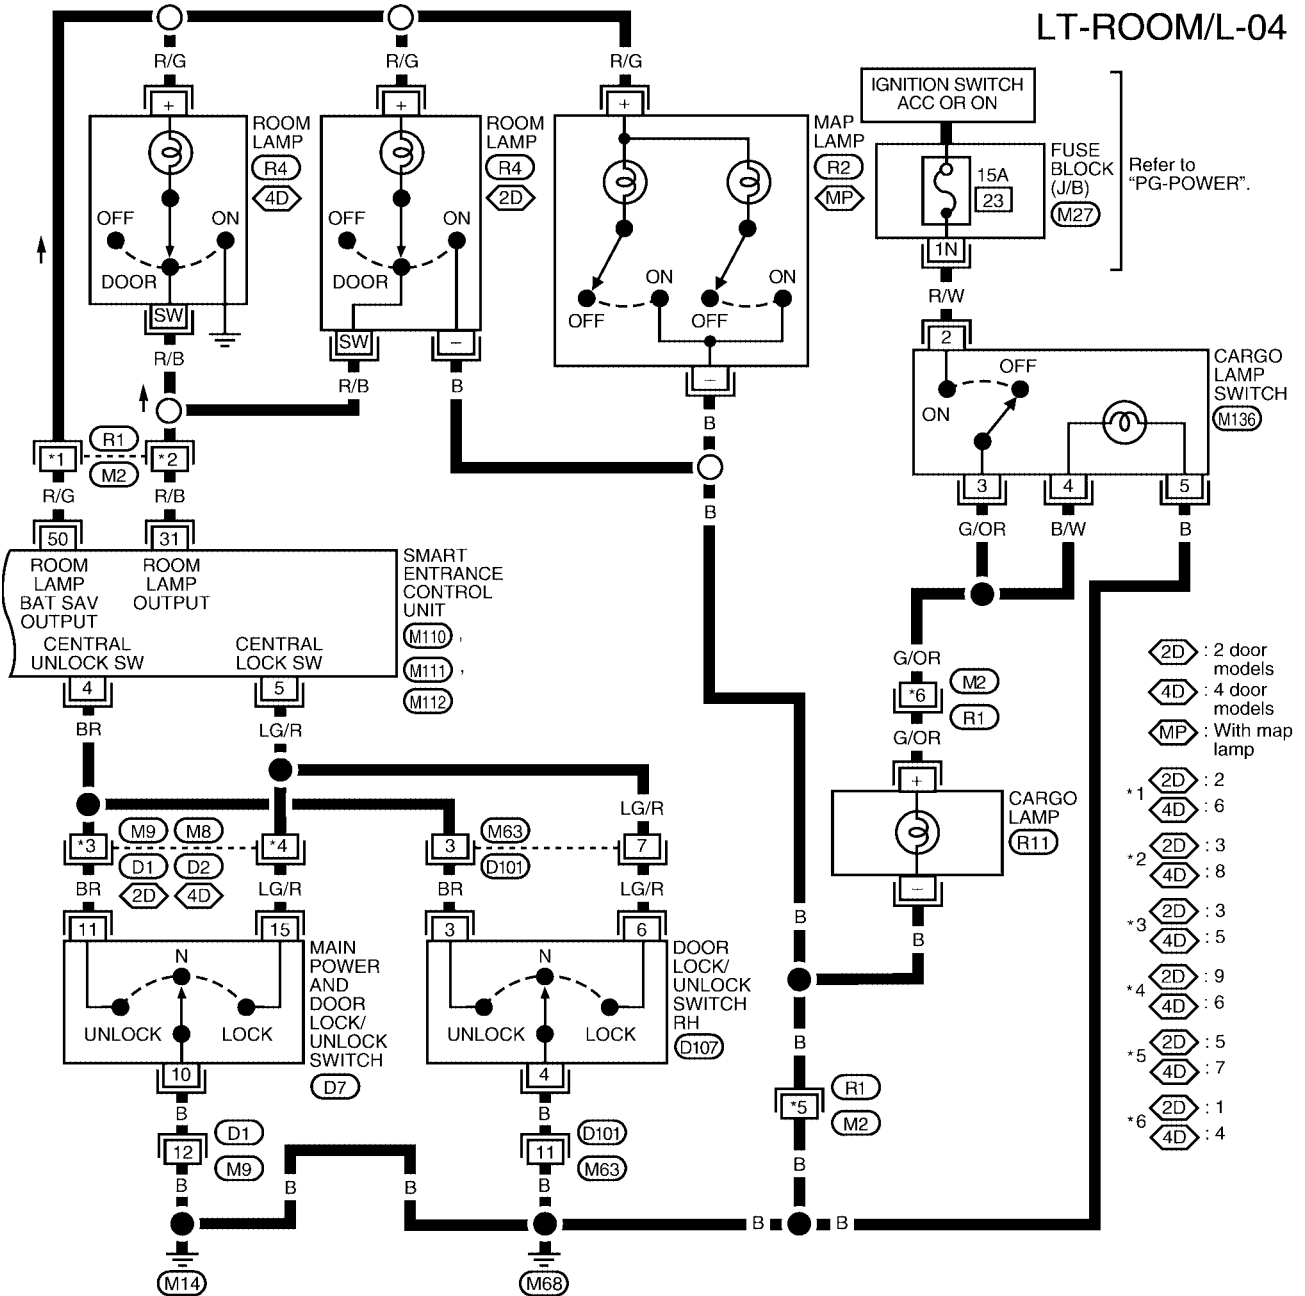 LT-ROOM/L-04
R/G
R/G
R/G
+
+
+
IGNITION SWITCH
ACC OR ON
ROOM
LAMP
R4
4D
ROOM
LAMP
R4
2D
MAP
LAMP
R2
MP
15A
23
FUSE
BLOCK
(J/B)
M27
Refer to
“PG-POWER”.
OFF
ON
DOOR
OFF
ON
DOOR
ON
ON
OFF
OFF
1N
R/W
SW
R/B
SW
–
R/B
B
–
B
2
OFF
ON
CARGO
LAMP
SWITCH
M136
*1
R1
M2
*2
R/G
R/B
B
3
4
5
G/OR
B/W
B
50
31
ROOM
LAMP
BAT SAV
OUTPUT
ROOM
LAMP
OUTPUT
CENTRAL
UNLOCK SW
CENTRAL
LOCK SW
SMART
ENTRANCE
CONTROL
UNIT
M110 ,
M111 ,
M112
4
5
BR
LG/R
G/OR
*6
M2
R1
G/OR
2D : 2 door
models
4D : 4 door
models
MP : With map
lamp
*1
2D : 2
4D : 6
*2
2D : 3
4D : 8
*3
2D : 3
4D : 5
*4
2D : 9
4D : 6
*5
2D : 5
4D : 7
*6
2D : 1
4D : 4
LG/R
+
CARGO
LAMP
R11
–
B
B
*3
M9 M8
D1 D2
2D 4D
*4
3
M63
D101
7
BR
LG/R
BR
LG/R
11
15
3
6
N
UNLOCK
LOCK
MAIN
POWER
AND
DOOR
LOCK/
UNLOCK
SWITCH
D7
N
UNLOCK
LOCK
DOOR
LOCK/
UNLOCK
SWITCH
RH
D107
10
4
B
B
B
*5
R1
M2
B
12
D1
M9
11
D101
M63
B
B
B
B
B
B
M14
M68